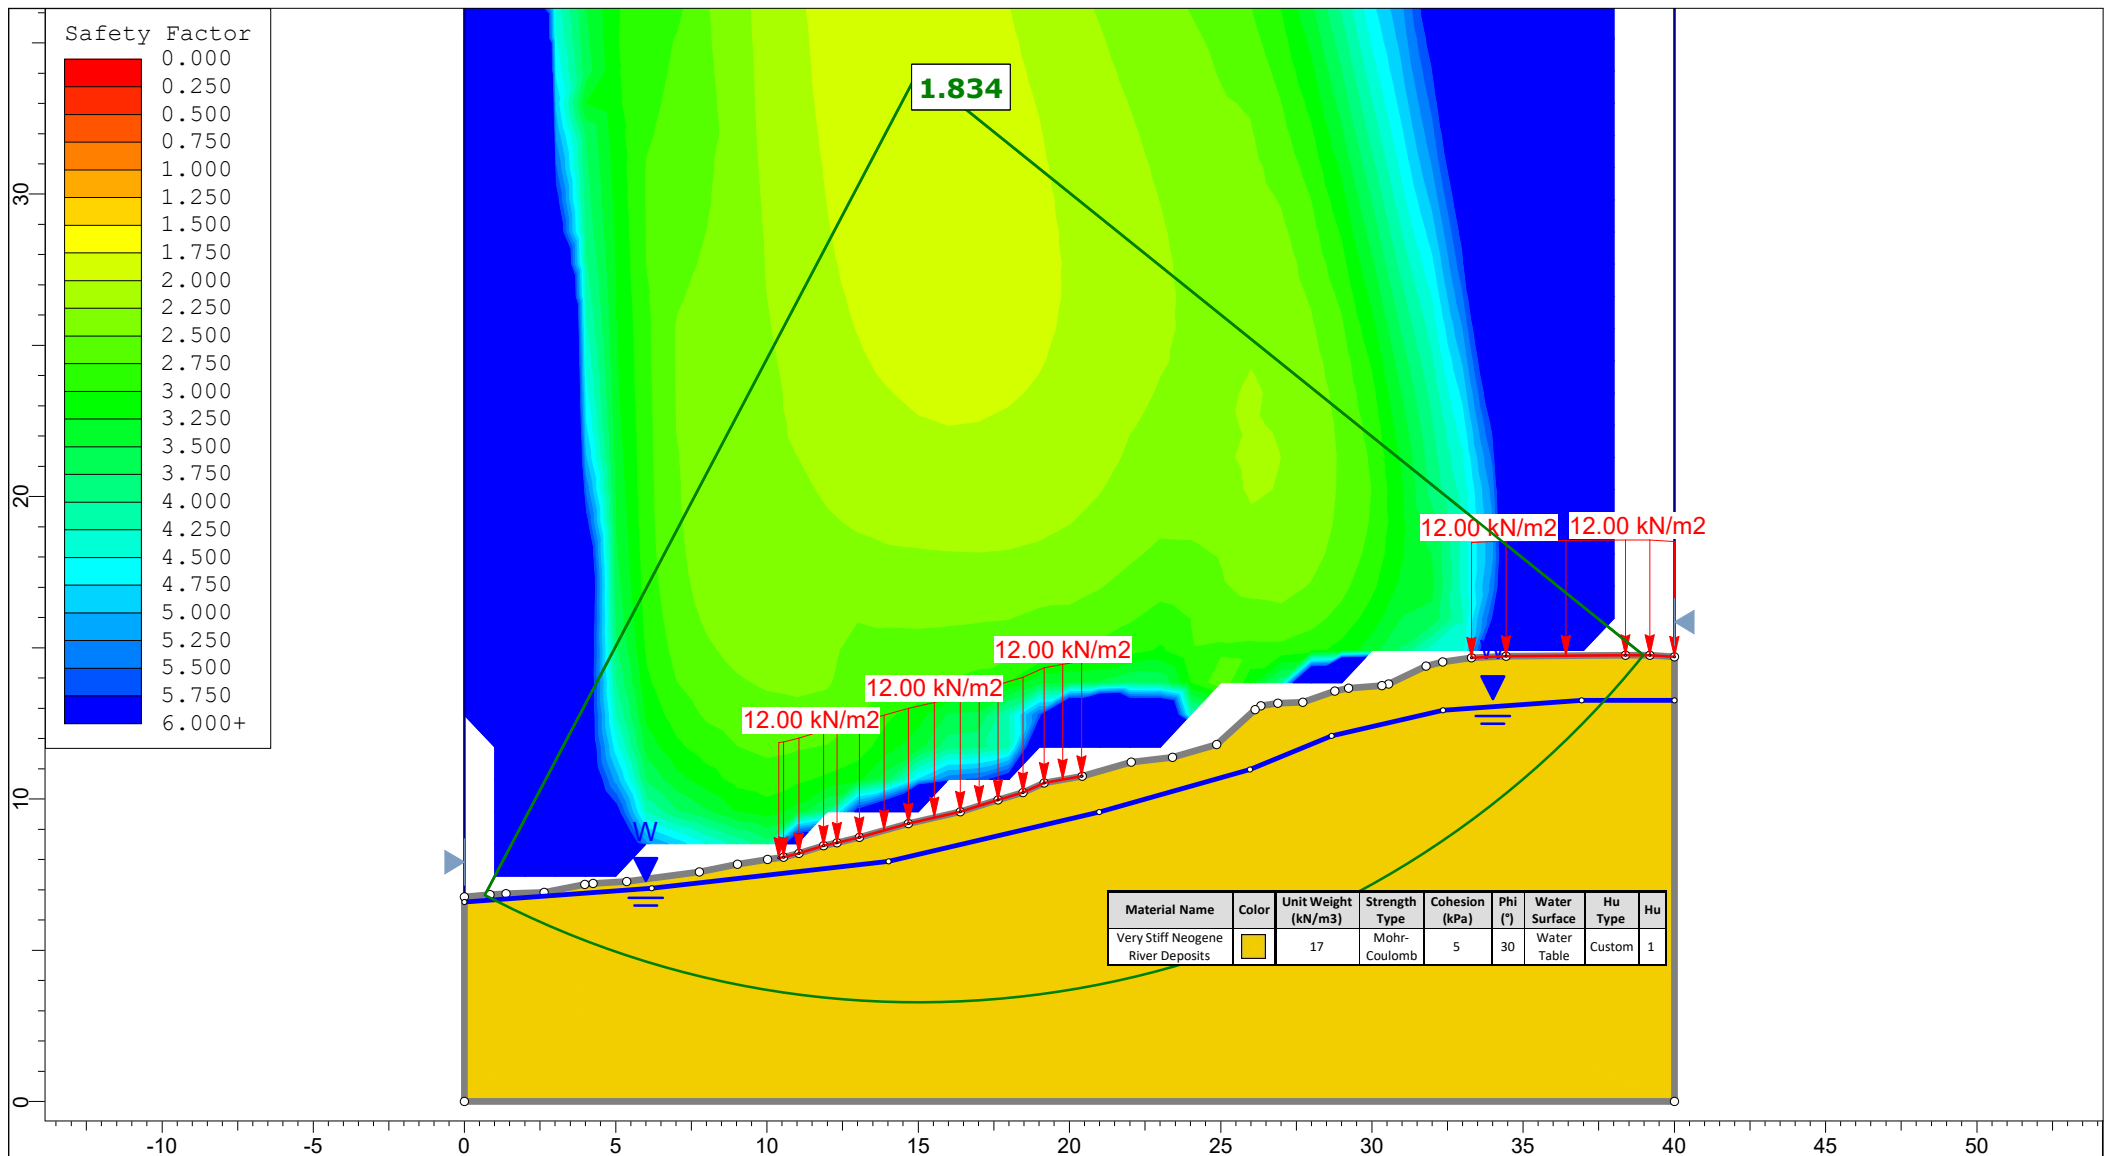 Safety Factor
0.000
0.250
0.500
0.750
1.000
1.250
1.500
1.750
2.000
2.250
2.500
2.750
3.000
3.250
3.500
3.750
4.000
4.250
4.500
4.750
5.000
5.250
5.500
5.750
6.000+
1.834
12.00 kN/m2
12.00 kN/m2
12.00 kN/m2
12.00 kN/m2
12.00 kN/m2
W
W
Material Name Color Unit Weight (kN/m3) Strength Type Cohesion (kPa) Phi (°) Water Surface Hu Type Hu
Very Stiff Neogene River Deposits 17 Mohr-Coulomb 5 30 Water Table Custom 1
30
20
10
0
-10 -5 0 5 10 15 20 25 30 35 40 45 50